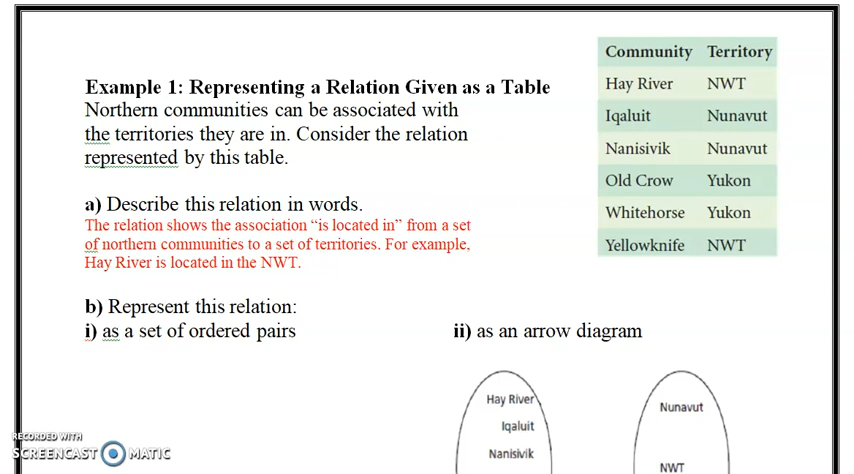 Example 1: Representing a Relation Given as a Table
Northern communities can be associated with
the territories they are in. Consider the relation
represented by this table.
a) Describe this relation in words.
The relation shows the association “is located in” from a set
of northern communities to a set of territories. For example,
Hay River is located in the NWT.
b) Represent this relation:
i) as a set of ordered pairs
ii) as an arrow diagram
Community Territory
Hay River NWT
Iqaluit Nunavut
Nanisivik Nunavut
Old Crow Yukon
Whitehorse Yukon
Yellowknife NWT
Hay River
Iqaluit
Nanisivik
Nunavut
NWT
RECORDED WITH
SCREENCAST MATIC